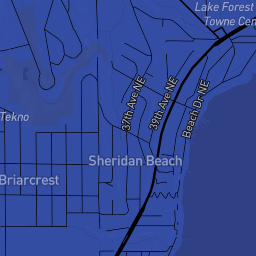 Lake Forest
Towne Cen
37th Ave NE
39th Ave NE
Beach Dr NE
Tekno
Sheridan Beach
Briarcrest